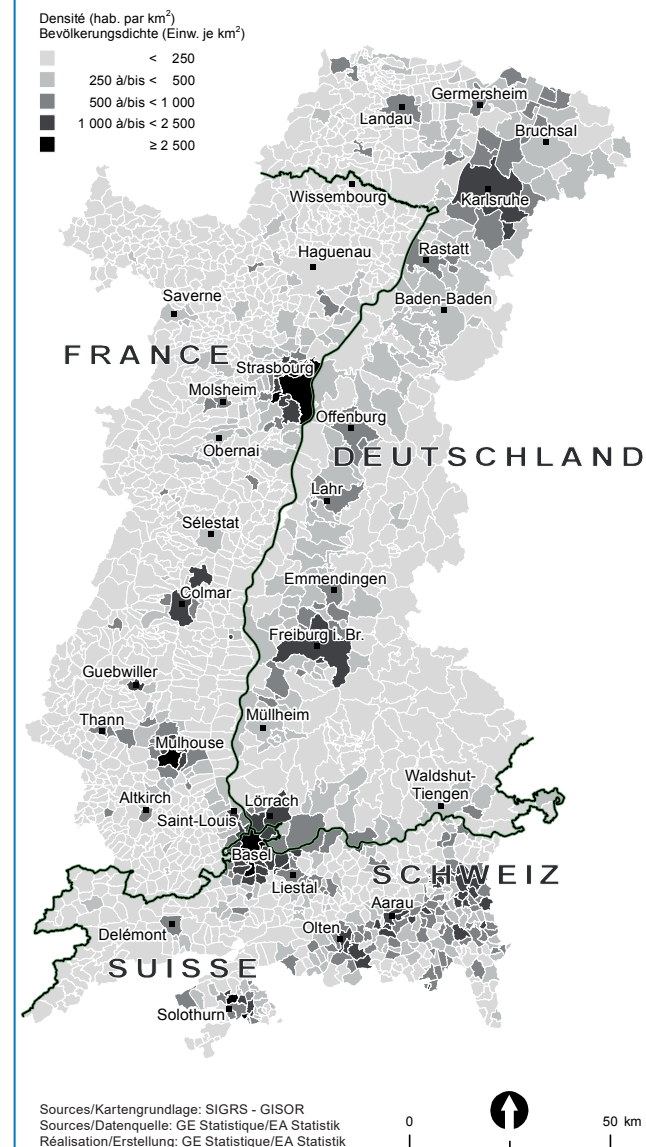 Densité (hab. par km²)
Bevölkerungsdichte (Einw. je km²)
< 250
250 à/bis < 500
500 à/bis < 1 000
1 000 à/bis < 2 500
≥ 2 500
Germersheim
Landau
Bruchsal
Wissembourg
Karlsruhe
Haguenau
Rastatt
Saverne
Baden-Baden
FRANCE
Strasbourg
Molsheim
Offenburg
Obernai
DEUTSCHLAND
Lahr
Sélestat
Emmendingen
Colmar
Freiburg i. Br.
Guebwiller
Thann
Müllheim
Mulhouse
Waldshut-
Tiengen
Altkirch
Lörrach
Saint-Louis
Basel
SCHWEIZ
Liestal
Aarau
Olten
Delémont
SUISSE
Solothurn
Sources/Kartengrundlage: SIGRS - GISOR
Sources/Datenquelle: GE Statistique/EA Statistik
Réalisation/Erstellung: GE Statistique/EA Statistik
0 50 km